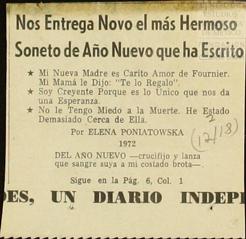 Nos Entrega Novo el más Hermoso
Soneto de Año Nuevo que ha Escrito
★ Mi Nueva Madre es Carito Amor de Fournier.
Mi Mamá le Dijo: "Te lo Regalo".
★ Soy Creyente Porque es lo Unico que nos da
una Esperanza.
★ No le Tengo Miedo a la Muerte. He Estado
Demasiado Cerca de Ella.
Por ELENA PONIATOWSKA
1972
DEL AÑO NUEVO —crucifijo y lanza
que sangre suya a mi costado brota—.
Sigue en la Pág. 6, Col. 1
DES, UN DIARIO INDEPE